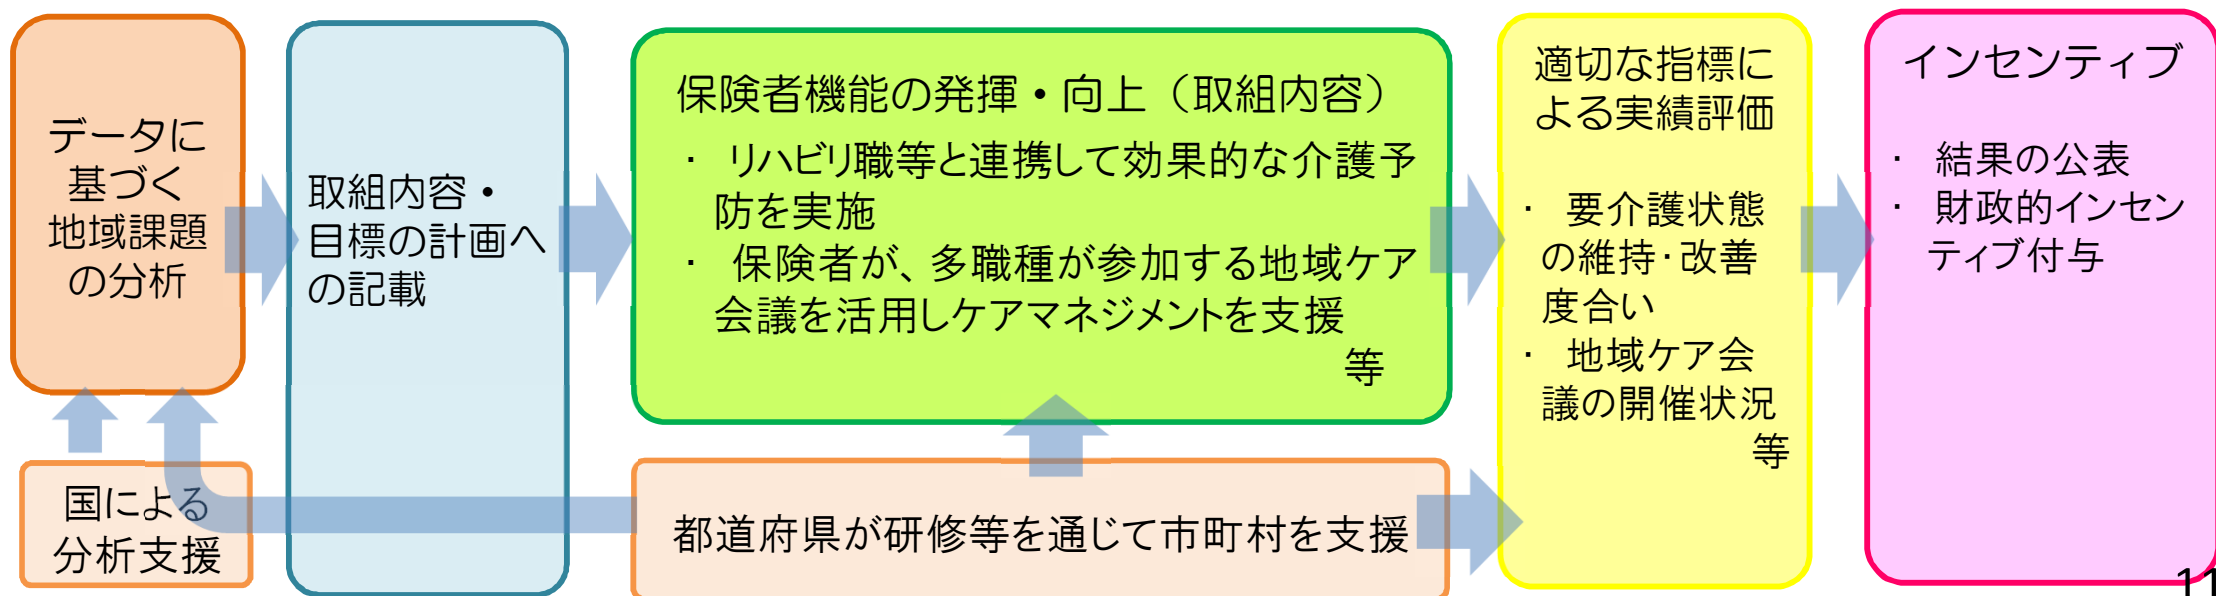 データに
基づく
地域課題
の分析
国による
分析支援
取組内容・
目標の計画へ
の記載
保険者機能の発揮・向上（取組内容）
・ リハビリ職等と連携して効果的な介護予
防を実施
・ 保険者が、多職種が参加する地域ケア
会議を活用しケアマネジメントを支援
等
都道府県が研修等を通じて市町村を支援
適切な指標に
よる実績評価
・ 要介護状態
の維持・改善
度合い
・ 地域ケア会
議の開催状況
等
インセンティブ
・ 結果の公表
・ 財政的インセン
ティブ付与
11